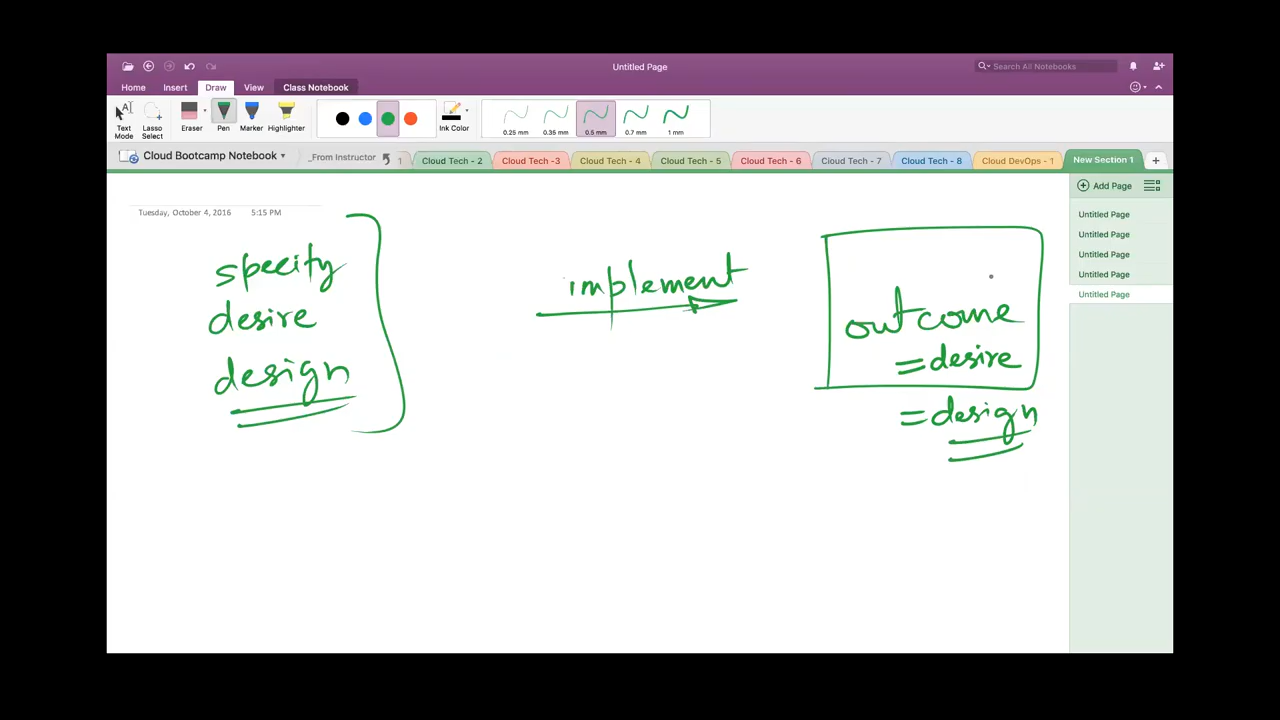 Untitled Page
Search All Notebooks
Home Insert Draw View Class Notebook
Text Mode
Lasso Select
Eraser
Pen
Marker
Highlighter
Ink Color
0.25 mm
0.35 mm
0.5 mm
0.7 mm
1 mm
Cloud Bootcamp Notebook
_From Instructor
1
Cloud Tech - 2
Cloud Tech -3
Cloud Tech - 4
Cloud Tech - 5
Cloud Tech - 6
Cloud Tech - 7
Cloud Tech - 8
Cloud DevOps - 1
New Section 1
+
Add Page
Untitled Page
Untitled Page
Untitled Page
Untitled Page
Untitled Page
Tuesday, October 4, 2016 5:15 PM
specify
desire
design
implement
outcome
=desire
=design